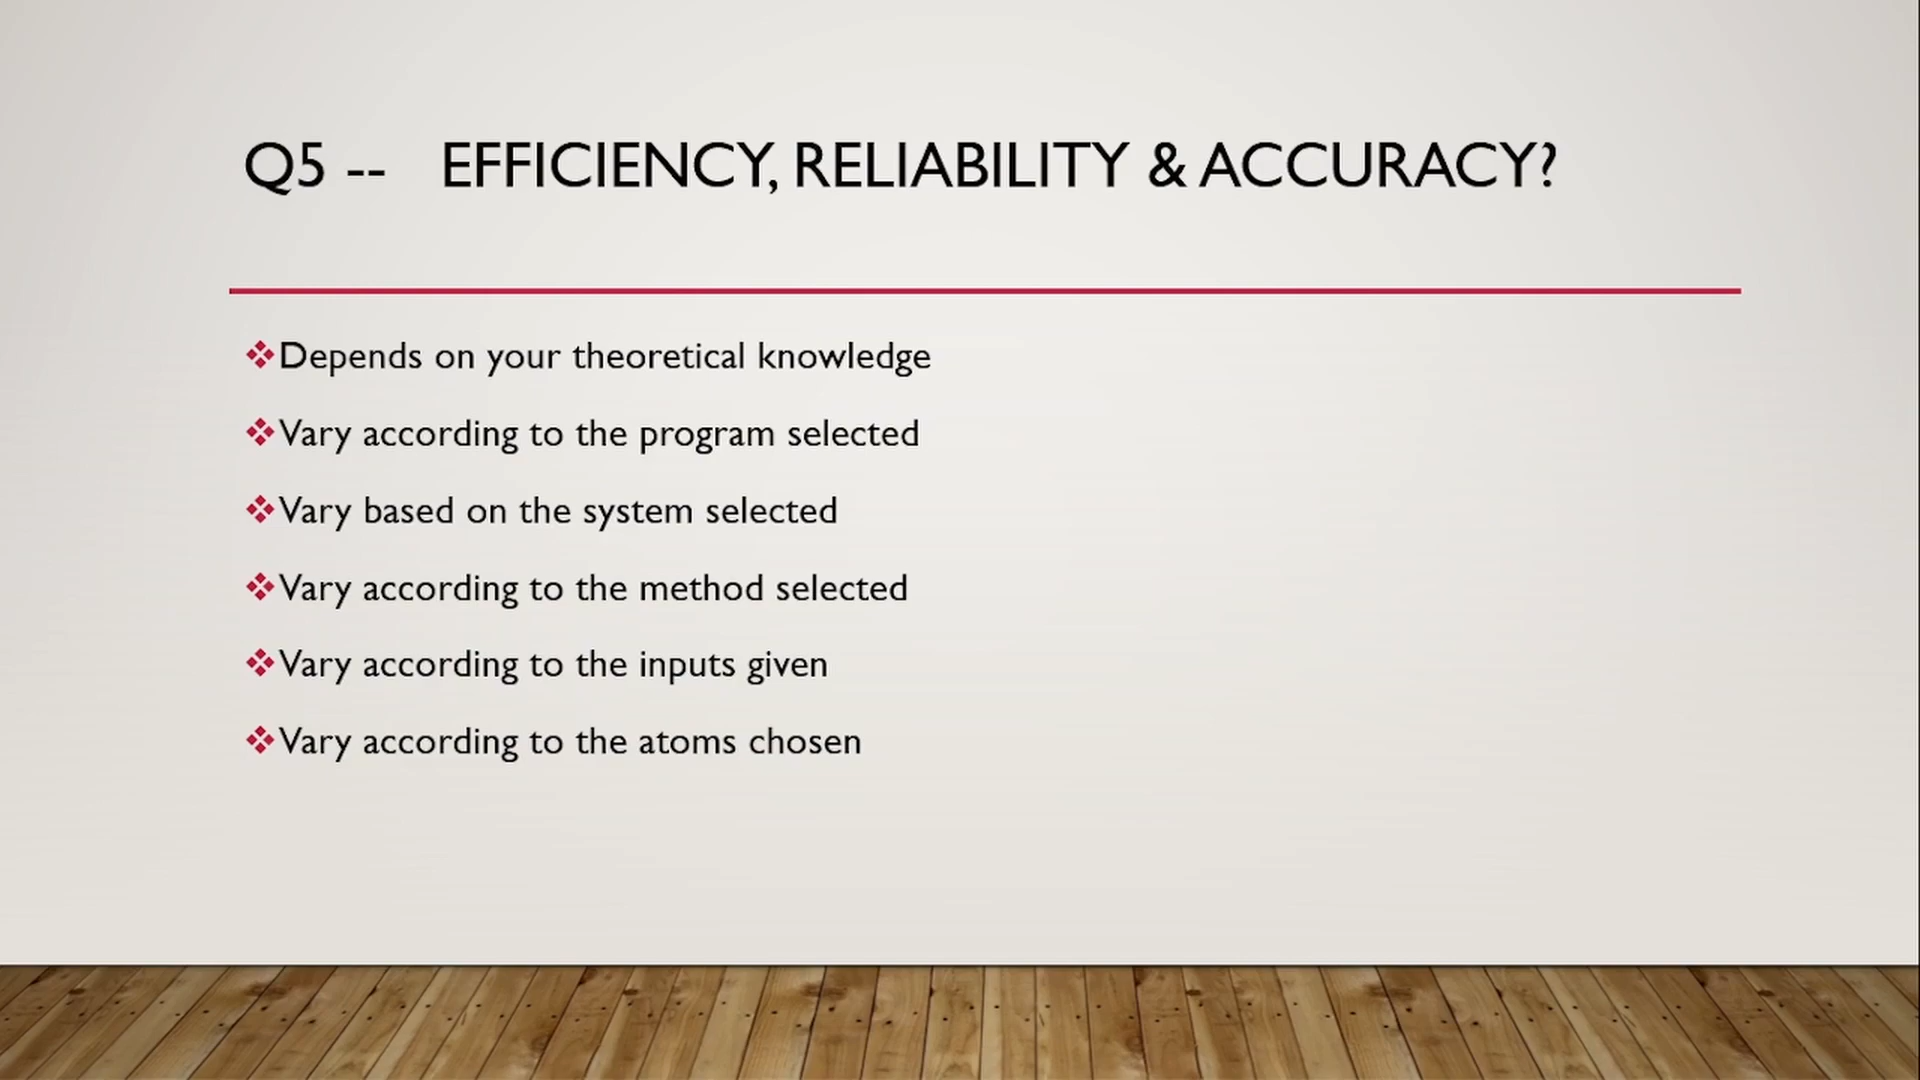 Q5 -- EFFICIENCY, RELIABILITY & ACCURACY?
Depends on your theoretical knowledge
Vary according to the program selected
Vary based on the system selected
Vary according to the method selected
Vary according to the inputs given
Vary according to the atoms chosen